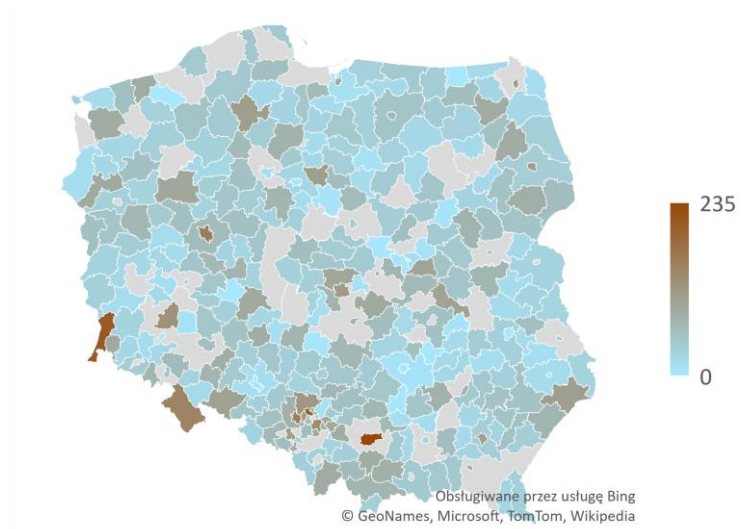 235
0
Obsługiwane przez usługę Bing
© GeoNames, Microsoft, TomTom, Wikipedia